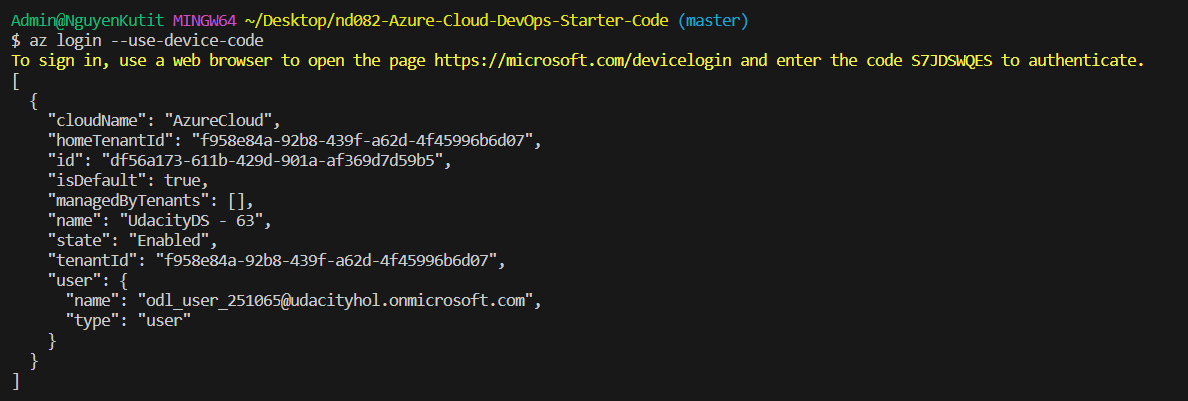 Admin@NguyenKutit MINGW64 ~/Desktop/nd082-Azure-Cloud-DevOps-Starter-Code (master)
$ az login --use-device-code
To sign in, use a web browser to open the page https://microsoft.com/devicelogin and enter the code S7JDSWQES to authenticate.
[
  {
    "cloudName": "AzureCloud",
    "homeTenantId": "f958e84a-92b8-439f-a62d-4f45996b6d07",
    "id": "df56a173-611b-429d-901a-af369d7d59b5",
    "isDefault": true,
    "managedByTenants": [],
    "name": "UdacityDS - 63",
    "state": "Enabled",
    "tenantId": "f958e84a-92b8-439f-a62d-4f45996b6d07",
    "user": {
      "name": "odl_user_251065@udacityhol.onmicrosoft.com",
      "type": "user"
    }
  }
]